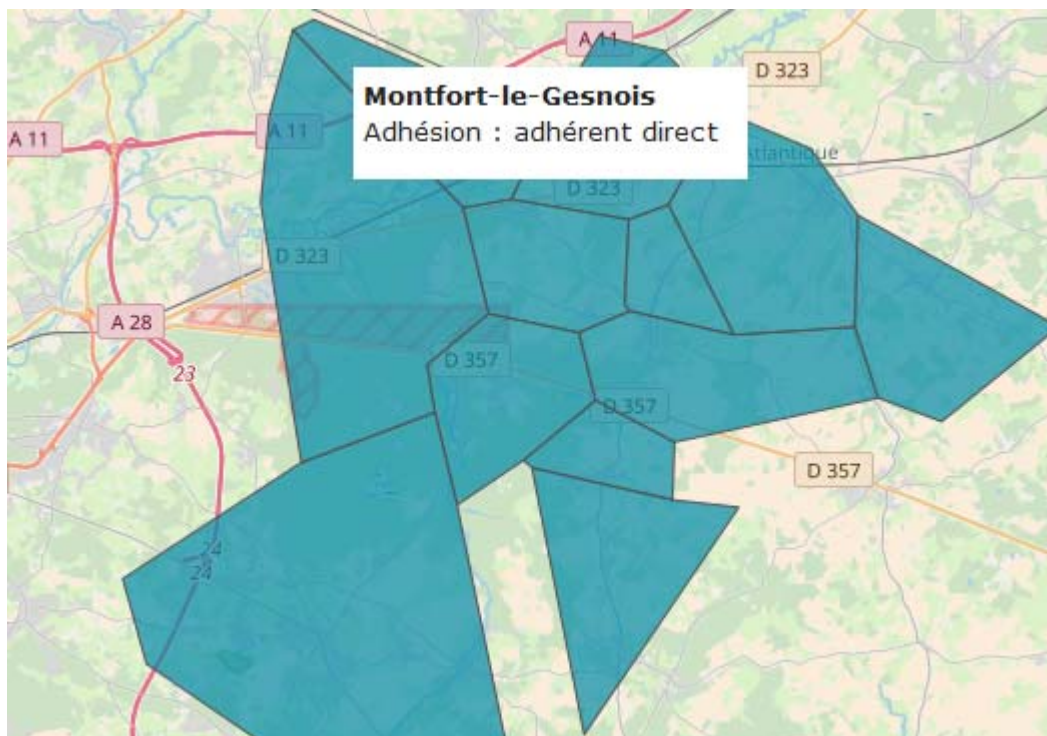 A 11
D 323
A 11
A 11
Montfort-le-Gesnois
Adhésion : adhérent direct
Atlantique
D 323
D 323
A 28
23
D 357
D 357
D 357
24
24